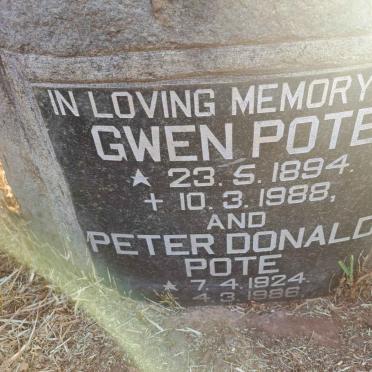 IN LOVING MEMORY
GWEN POTE
★ 23.5.1894.
✝ 10.3.1988,
AND
PETER DONALD
POTE
★ 7.4.1924
4.3.1986